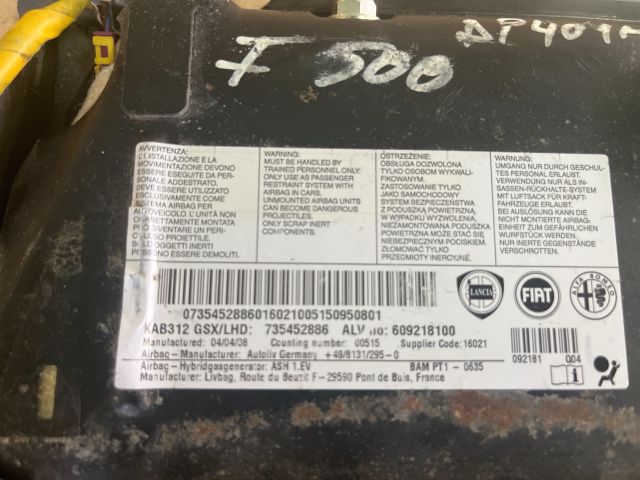 F 500
AP401
AVVERTENZA:
L'INSTALLAZIONE E LA
MOVIMENTAZIONE DEVONO
ESSERE ESEGUITE DA PER-
SONALE ADDESTRATO.
DEVE ESSERE UTILIZZATO
ESCLUSIVAMENTE COME
SISTEMA AIRBAG PER
AUTOVEICOLO. L' UNITÀ NON
CORRETTAMENTE MONTATA
PUÒ DIVENTARE UN PERI-
COLOSO PROIETTILE.
SOLO OGGETTI INERTI
POSSONO ESSERE DEMOLITI.
WARNING:
MUST BE HANDLED BY
TRAINED PERSONNEL ONLY.
ONLY USE AS PASSENGER
RESTRAINT SYSTEM WITH
AIRBAG IN CARS.
UNMOUNTED AIRBAG UNITS
CAN BECOME DANGEROUS
PROJECTILES.
ONLY SCRAP INERT
COMPONENTS.
OSTRZEŻENIE:
OBSŁUGA DOZWOLONA
TYLKO OSOBOM WYKWALI-
FIKOWANYM.
ZASTOSOWANIE TYLKO
JAKO SAMOCHODOWY
SYSTEM BEZPIECZEŃSTWA
Z PODUSZKĄ POWIETRZNĄ.
W WYPADKU WYZWOLENIA,
NIEZAMONTOWANA PODUSZKA
POWIETRZNA MOŻE STAĆ SIĘ
NIEBEZPIECZNYM POCISKIEM.
ZŁOMOWAĆ TYLKO
PRZEDMIOTY INERCYJNE.
WARNUNG:
UMGANG NUR DURCH GESCHUL-
TES PERSONAL ERLAUBT.
VERWENDUNG NUR ALS IN-
SASSEN-RÜCKHALTE-SYSTEM
MIT LUFTSACK FÜR KRAFT-
FAHRZEUGE ERLAUBT.
BEI AUSLÖSUNG KANN DIE
NICHT MONTIERTE AIRBAG-
EINHEIT ZUM GEFÄHRLICHEN
WURFSTÜCK WERDEN.
NUR INERTE GEGENSTÄNDE
VERSCHROTTEN.
LANCIA
FIAT
ALFA ROMEO
0735452886016021005150950801
KAB312 GSX/LHD: 735452886 ALV no: 609218100
Manufactured: 04/04/08 Counting number: 00515 Supplier Code: 16021
Airbag - Manufacturer: Autoliv Germany +49/8131/295-0
Airbag - Hybridgasgenerator: ASH 1.EV BAM PT1 - 0635
Manufacturer: Livbag, Route du Beuzit F-29590 Pont de Buis, France
092181 Q04